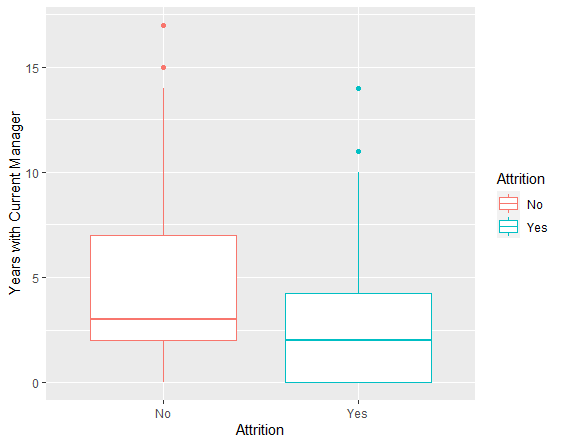 15
10
5
0
Years with Current Manager
No
Yes
Attrition
Attrition
No
Yes